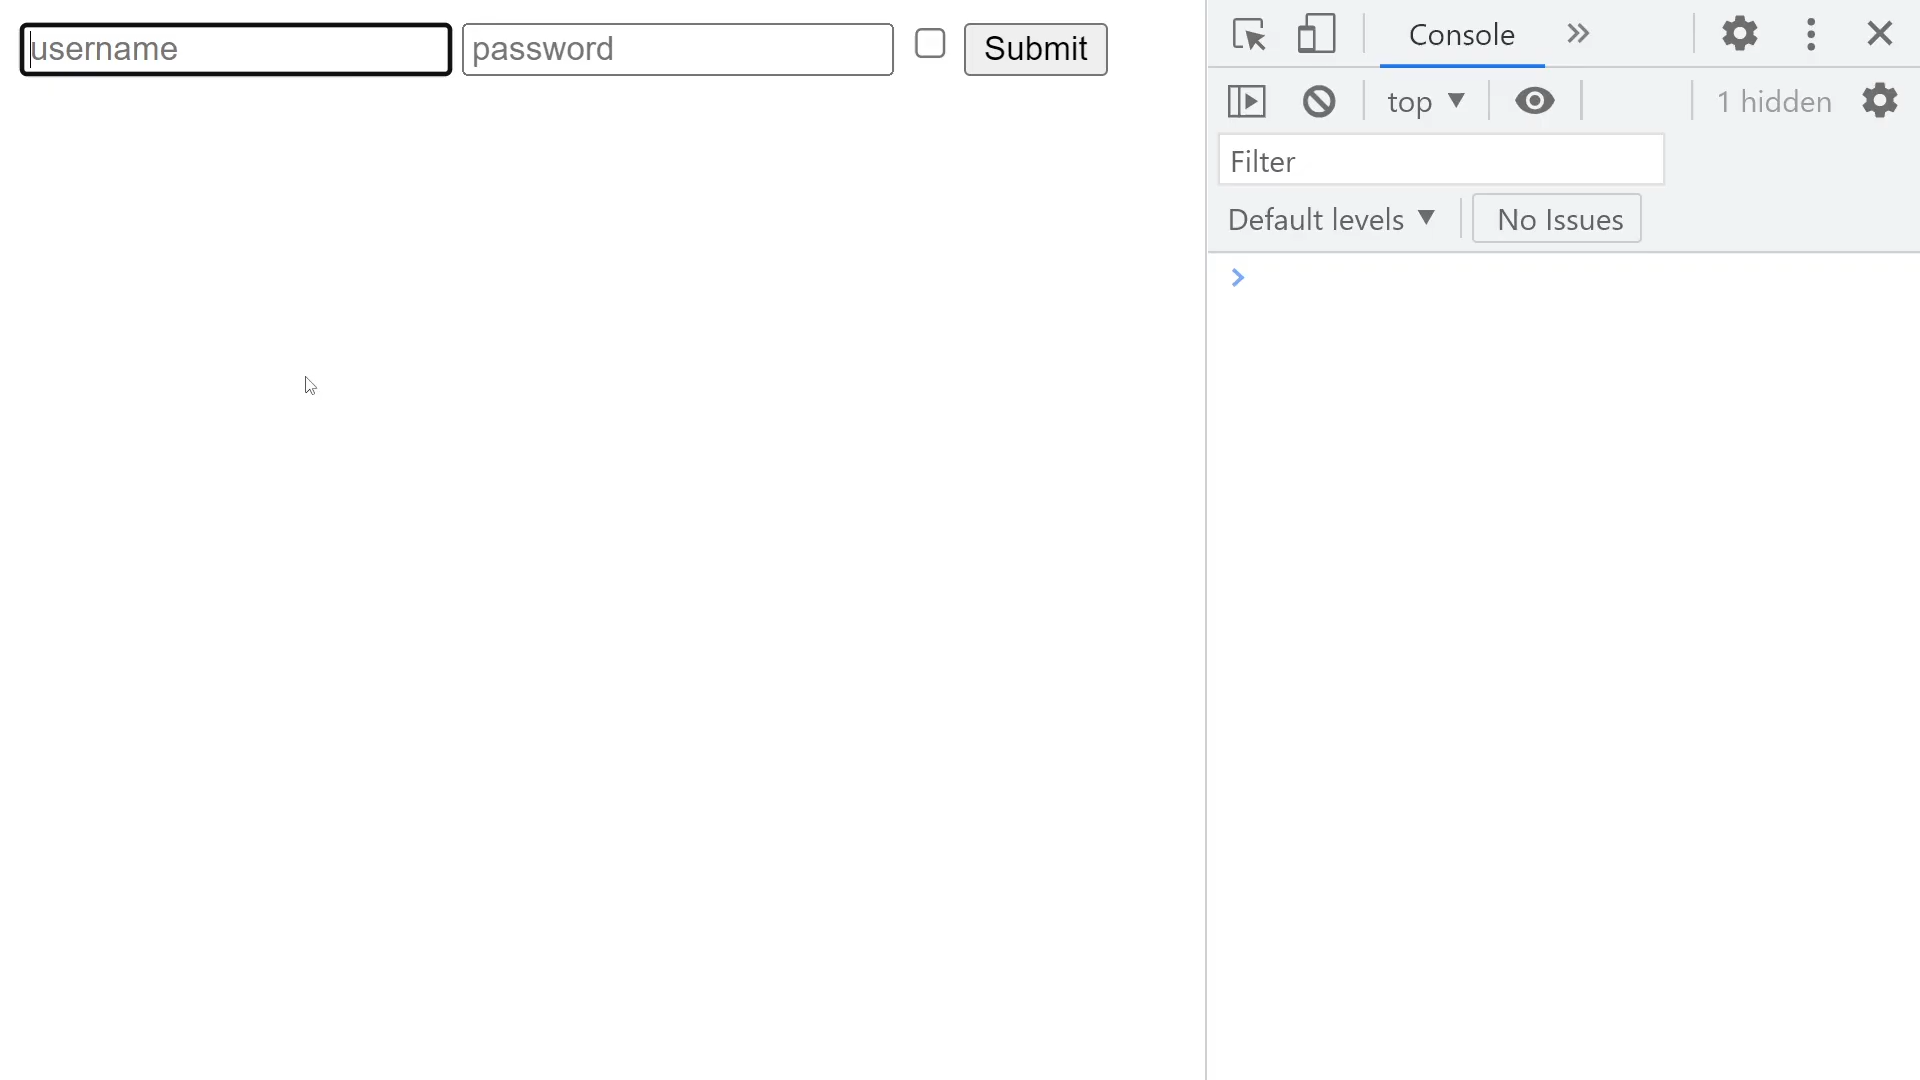 username password Submit
Console
top 1 hidden
Filter
Default levels No Issues